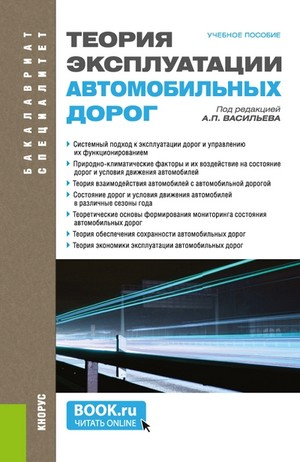 УЧЕБНОЕ ПОСОБИЕ
ТЕОРИЯ
ЭКСПЛУАТАЦИИ
АВТОМОБИЛЬНЫХ
ДОРОГ
Под редакцией
А.П. ВАСИЛЬЕВА
• Системный подход к эксплуатации дорог и управлению
их функционированием
• Природно-климатические факторы и их воздействие на состояние
дорог и условия движения автомобилей
• Теория взаимодействия автомобилей с автомобильной дорогой
• Состояние дорог и условия движения автомобилей
в различные сезоны года
• Теоретические основы формирования мониторинга состояния
автомобильных дорог
• Теория обеспечения сохранности автомобильных дорог
• Теория экономики эксплуатации автомобильных дорог
БАКАЛАВРИАТ
СПЕЦИАЛИТЕТ
КНОРУС
BOOK.ru
ЧИТАТЬ ONLINE